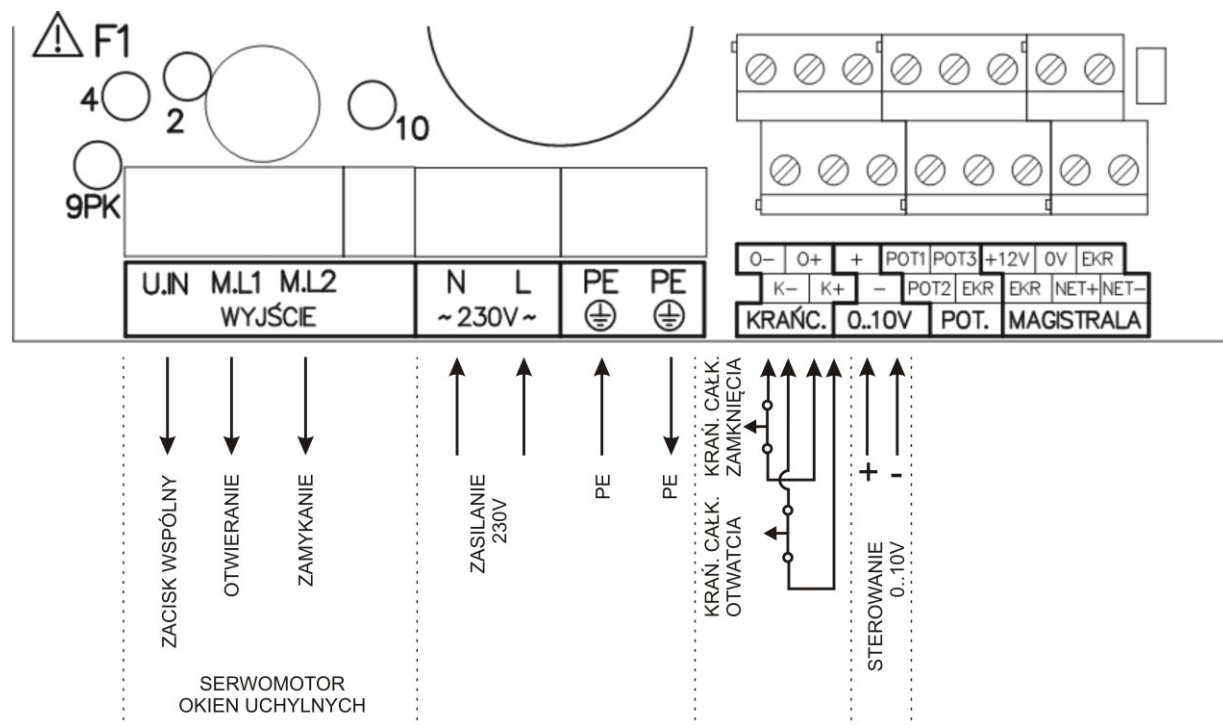 F1
4
2
10
9PK
U.IN M.L1 M.L2
WYJŚCIE
N L
~230V~
PE PE
O- O+ + POT1 POT3 +12V 0V EKR
K- K+ - POT2 EKR EKR NET+ NET-
KRAŃC. 0..10V POT. MAGISTRALA
ZACISK WSPÓLNY
OTWIERANIE
ZAMYKANIE
SERWOMOTOR
OKIEN UCHYLNYCH
ZASILANIE
230V
PE
PE
KRAŃ. CAŁK.
ZAMKNIĘCIA
KRAŃ. CAŁK.
OTWATCIA
+ -
STEROWANIE
0..10V